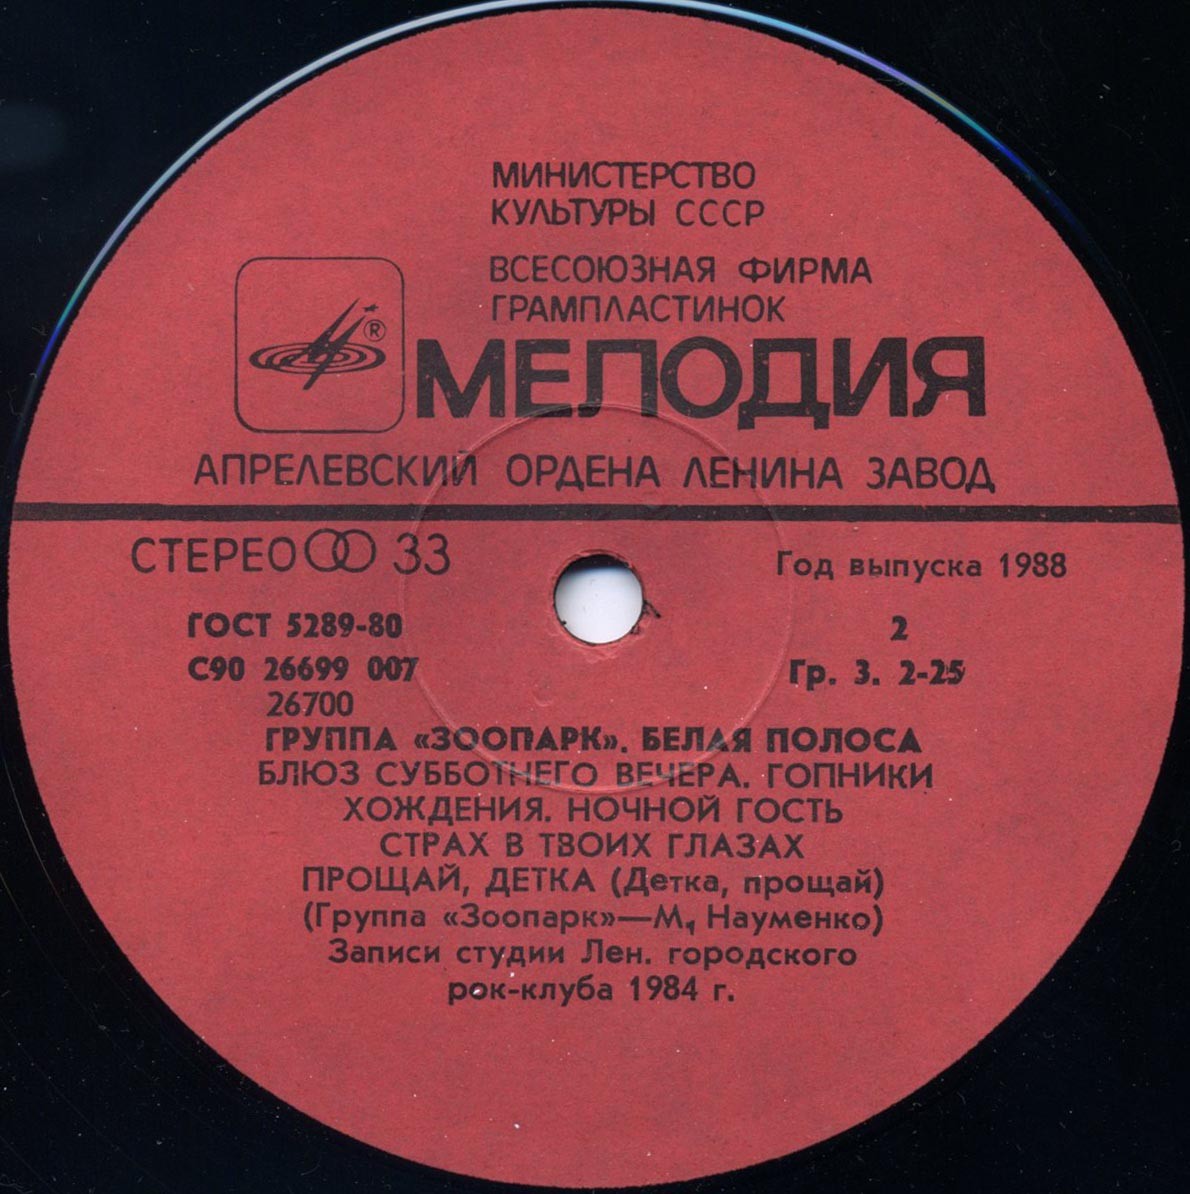 МИНИСТЕРСТВО
КУЛЬТУРЫ СССР
ВСЕСОЮЗНАЯ ФИРМА
ГРАМПЛАСТИНОК
®
МЕЛОДИЯ
АПРЕЛЕВСКИЙ ОРДЕНА ЛЕНИНА ЗАВОД
СТЕРЕО 33
Год выпуска 1988
ГОСТ 5289-80
2
С90 26699 007
Гр. 3. 2-25
26700
ГРУППА «ЗООПАРК». БЕЛАЯ ПОЛОСА
БЛЮЗ СУББОТНЕГО ВЕЧЕРА. ГОПНИКИ
ХОЖДЕНИЯ. НОЧНОЙ ГОСТЬ
СТРАХ В ТВОИХ ГЛАЗАХ
ПРОЩАЙ, ДЕТКА (Детка, прощай)
(Группа «Зоопарк»—М, Науменко)
Записи студии Лен. городского
рок-клуба 1984 г.